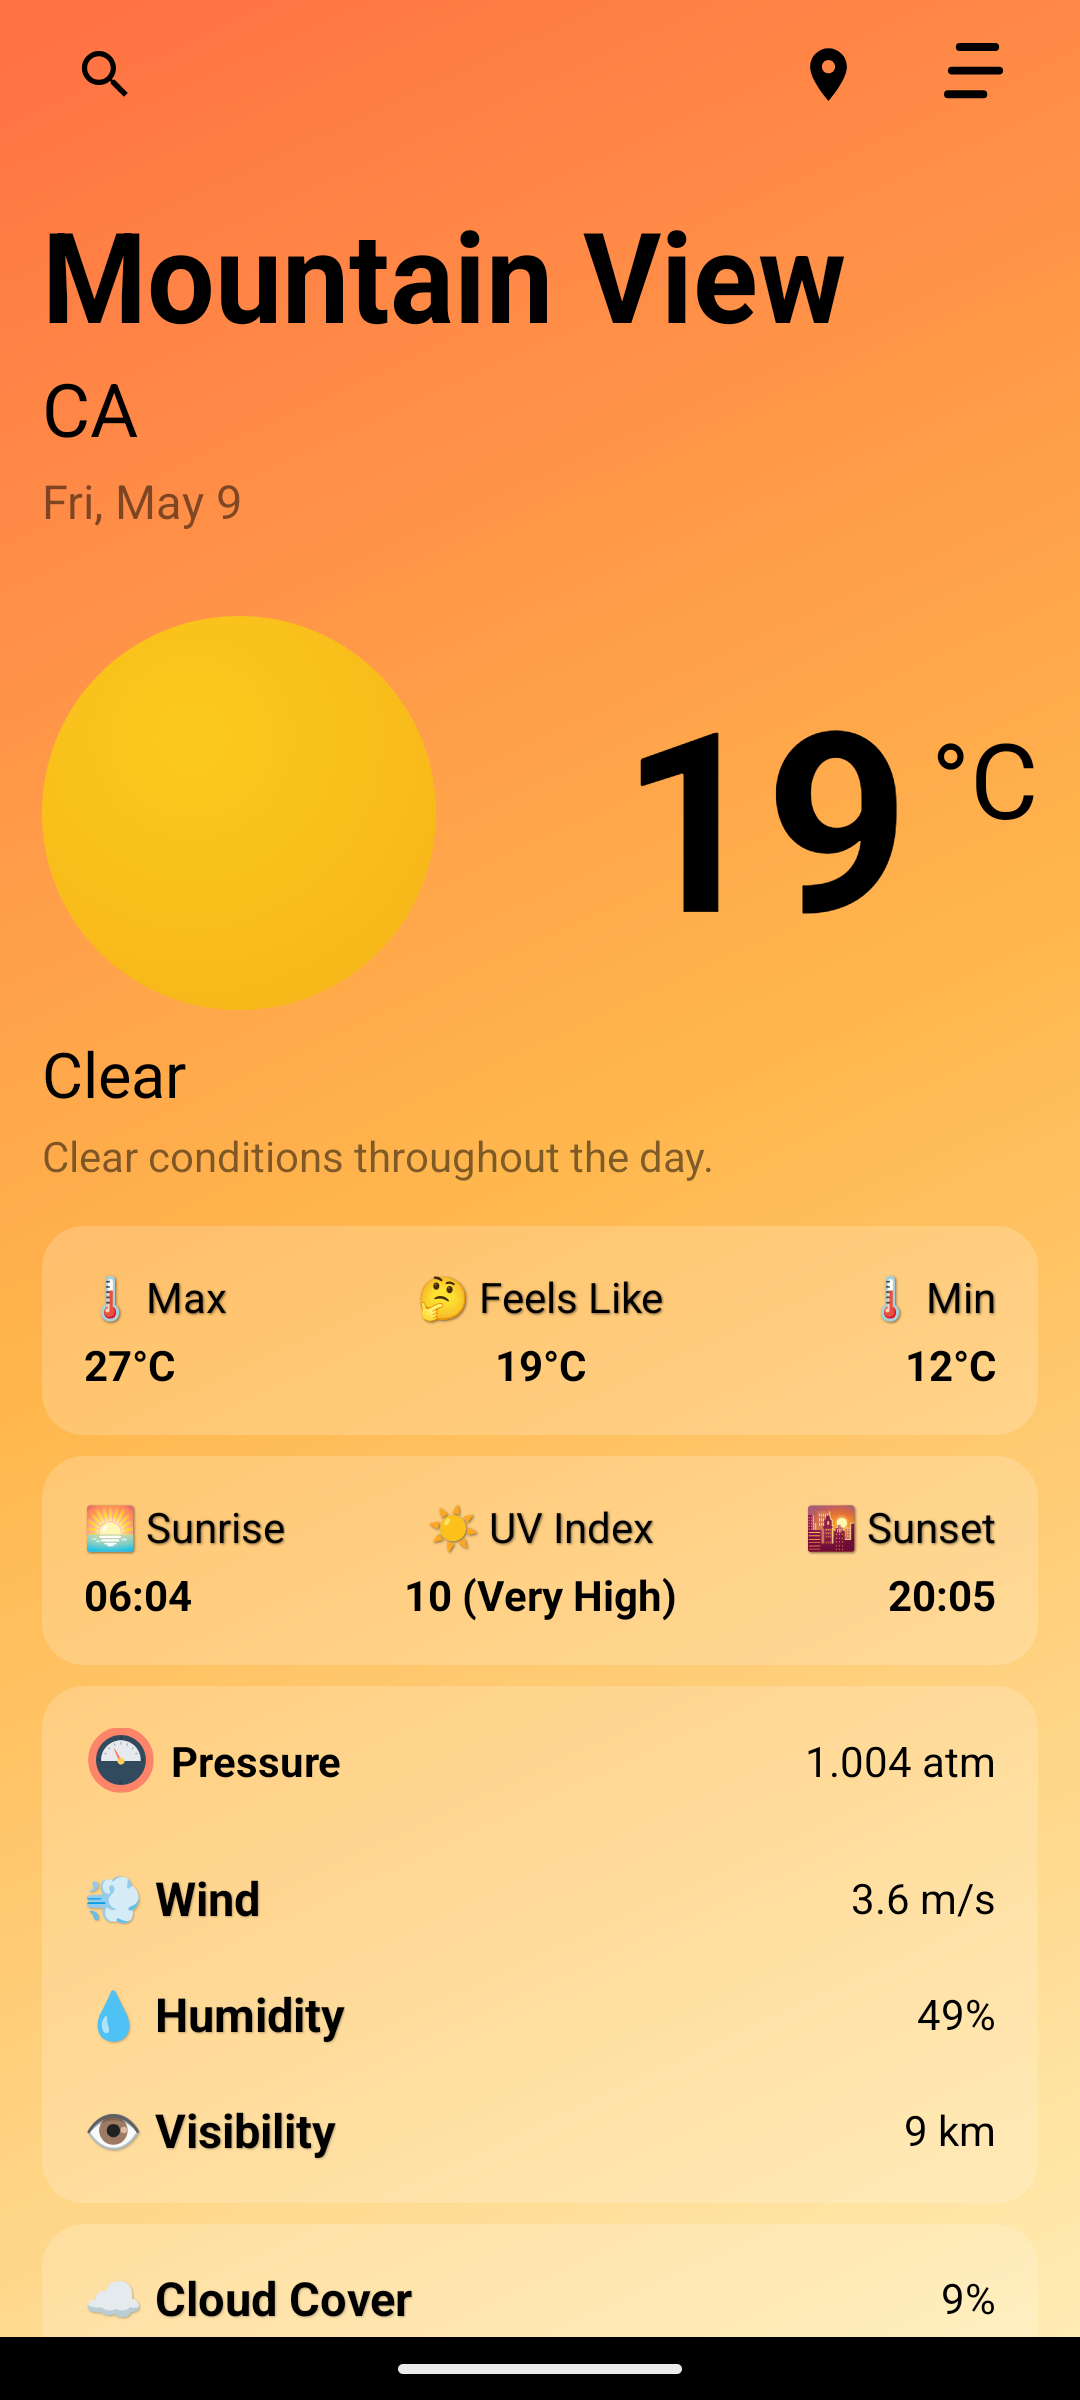 Mountain View
CA
Fri, May 9
19 °C
Clear
Clear conditions throughout the day.
Max Feels Like Min
27°C 19°C 12°C
Sunrise UV Index Sunset
06:04 10 (Very High) 20:05
Pressure 1.004 atm
Wind 3.6 m/s
Humidity 49%
Visibility 9 km
Cloud Cover 9%